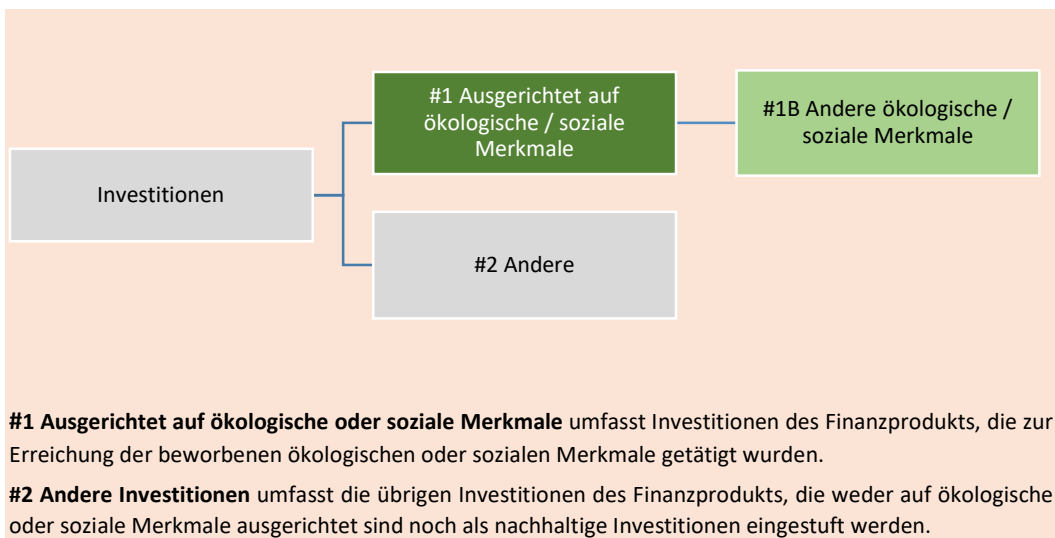 #1 Ausgerichtet auf
ökologische / soziale
Merkmale
#1B Andere ökologische /
soziale Merkmale
Investitionen
#2 Andere
#1 Ausgerichtet auf ökologische oder soziale Merkmale umfasst Investitionen des Finanzprodukts, die zur
Erreichung der beworbenen ökologischen oder sozialen Merkmale getätigt wurden.
#2 Andere Investitionen umfasst die übrigen Investitionen des Finanzprodukts, die weder auf ökologische
oder soziale Merkmale ausgerichtet sind noch als nachhaltige Investitionen eingestuft werden.